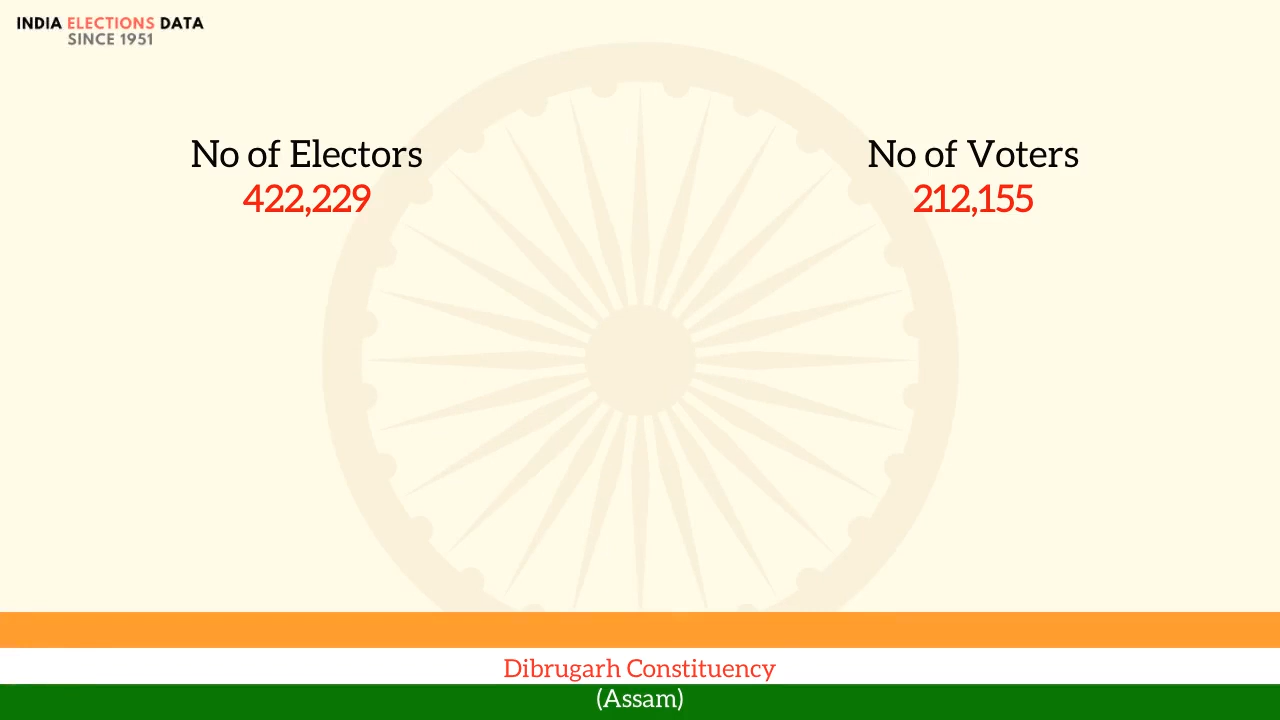 INDIA ELECTIONS DATA
SINCE 1951
No of Electors
422,229
No of Voters
212,155
Dibrugarh Constituency
(Assam)